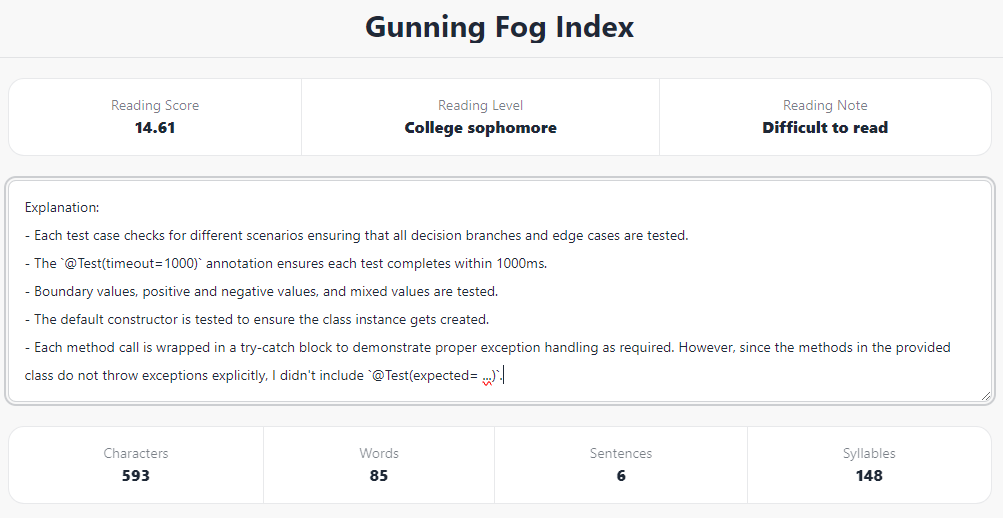 Gunning Fog Index
Reading Score
14.61
Reading Level
College sophomore
Reading Note
Difficult to read
Explanation:
- Each test case checks for different scenarios ensuring that all decision branches and edge cases are tested.
- The `@Test(timeout=1000)` annotation ensures each test completes within 1000ms.
- Boundary values, positive and negative values, and mixed values are tested.
- The default constructor is tested to ensure the class instance gets created.
- Each method call is wrapped in a try-catch block to demonstrate proper exception handling as required. However, since the methods in the provided
class do not throw exceptions explicitly, I didn't include `@Test(expected= ...)`.
Characters
593
Words
85
Sentences
6
Syllables
148